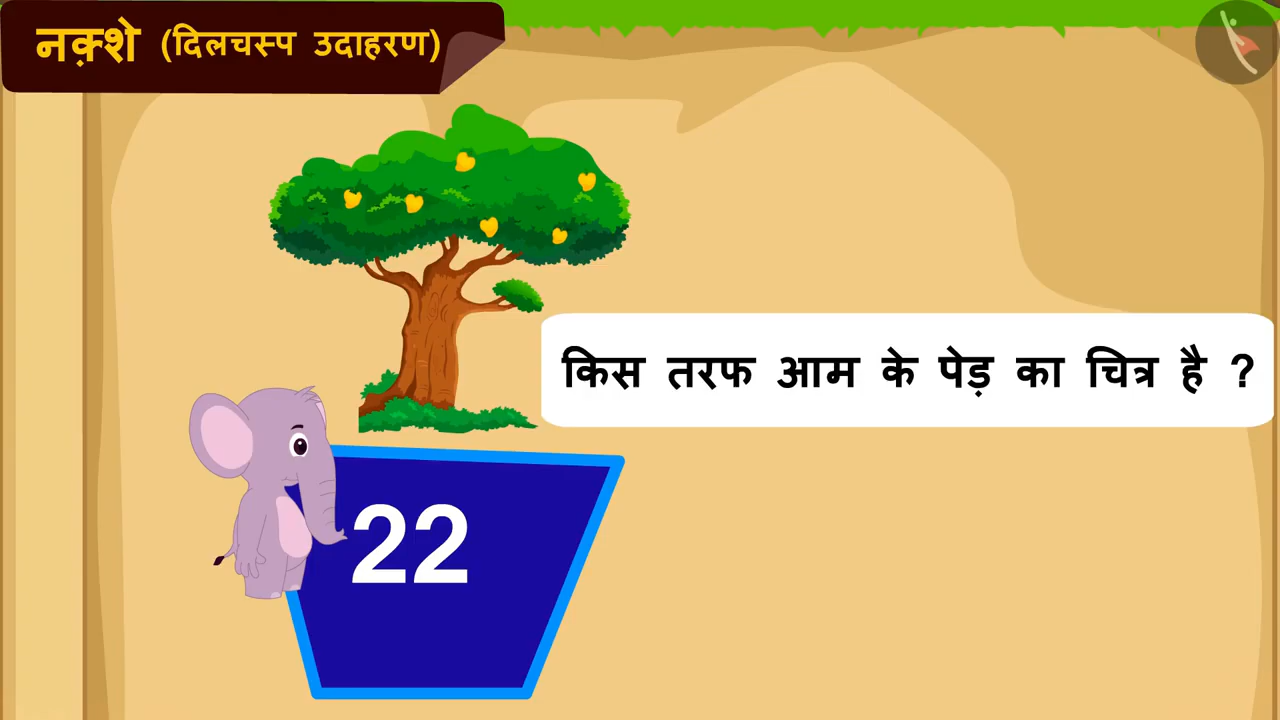 नक़्शे (दिलचस्प उदाहरण)
किस तरफ आम के पेड़ का चित्र है ?
22